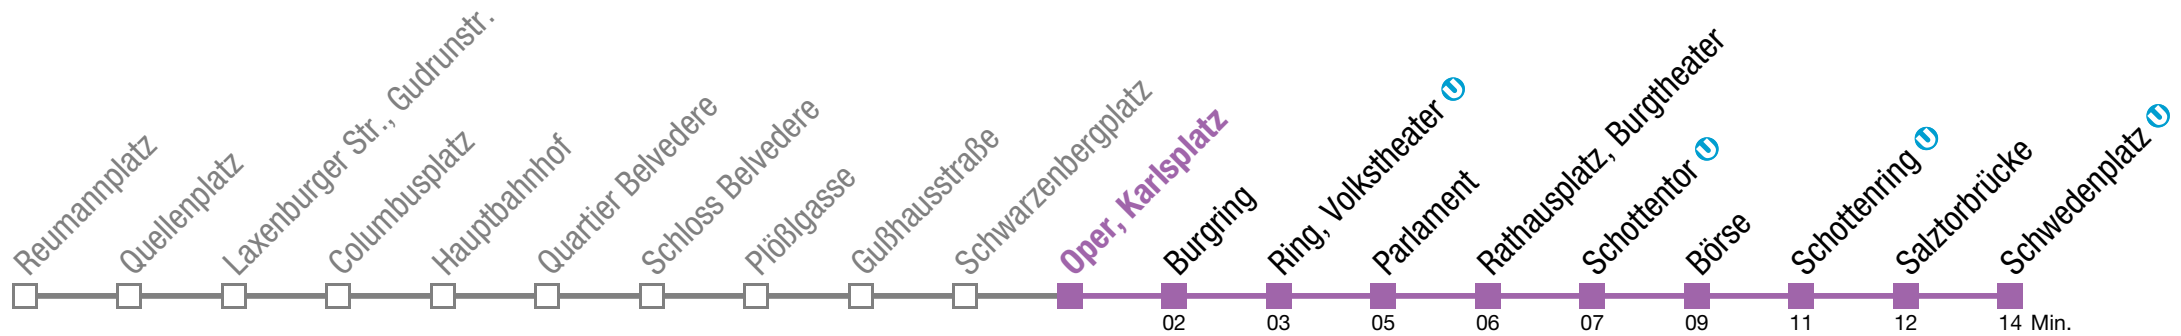 Reumannplatz
Quellenplatz
Laxenburger Str., Gudrunstr.
Columbusplatz
Hauptbahnhof
Quartier Belvedere
Schloss Belvedere
Plößlgasse
Gußhausstraße
Schwarzenbergplatz
Oper, Karlsplatz
Burgring
Ring, Volkstheater U
Parlament
Rathausplatz, Burgtheater
Schottentor U
Börse
Schottenring U
Salztorbrücke
Schwedenplatz U
02 03 05 06 07 09 11 12 14 Min.